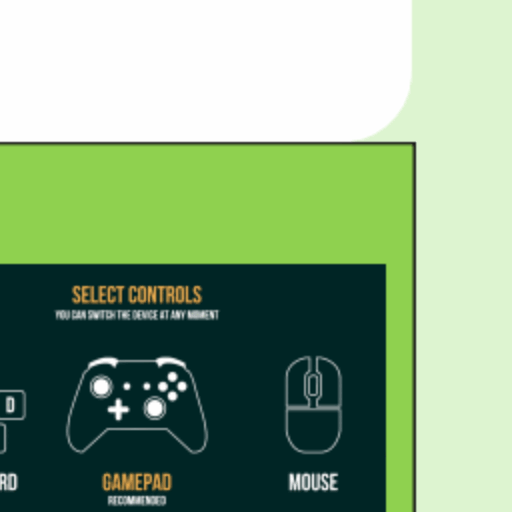 SELECT CONTROLS
YOU CAN SWITCH THE DEVICE AT ANY MOMENT
D
RD
GAMEPAD
MOUSE
RECOMMENDED